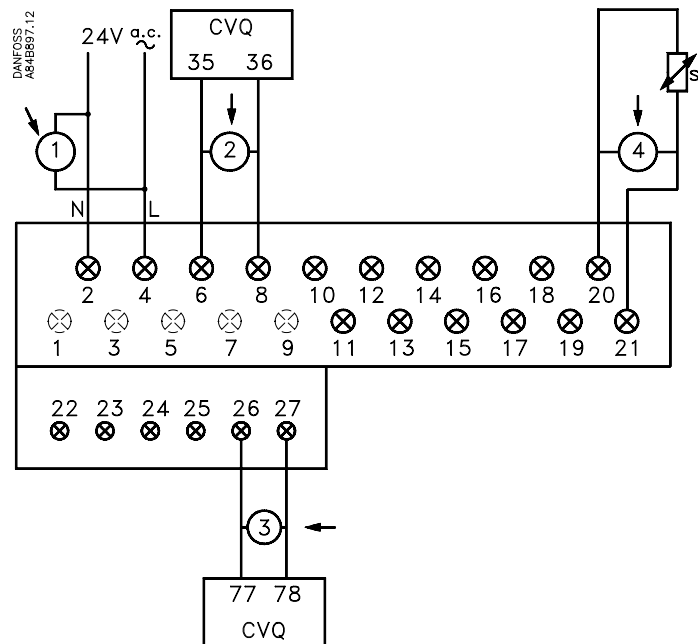 DANFOSS
A84B897.12
24V a.c.
CVQ
35 36
S
1
2
4
N L
2 4 6 8 10 12 14 16 18 20
1 3 5 7 9 11 13 15 17 19 21
22 23 24 25 26 27
3
77 78
CVQ